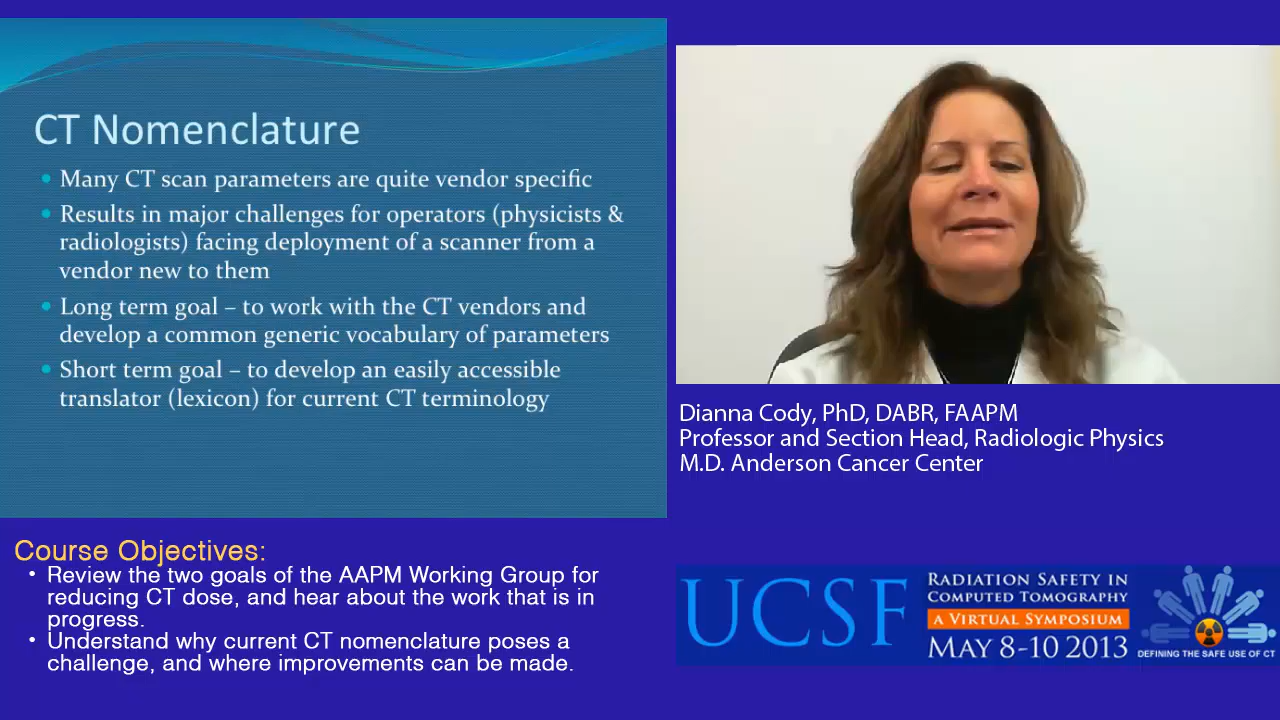 CT Nomenclature
• Many CT scan parameters are quite vendor specific
• Results in major challenges for operators (physicists &
radiologists) facing deployment of a scanner from a
vendor new to them
• Long term goal – to work with the CT vendors and
develop a common generic vocabulary of parameters
• Short term goal – to develop an easily accessible
translator (lexicon) for current CT terminology
Dianna Cody, PhD, DABR, FAAPM
Professor and Section Head, Radiologic Physics
M.D. Anderson Cancer Center
Course Objectives:
• Review the two goals of the AAPM Working Group for
reducing CT dose, and hear about the work that is in
progress.
• Understand why current CT nomenclature poses a
challenge, and where improvements can be made.
UCSF
RADIATION SAFETY IN
COMPUTED TOMOGRAPHY
A VIRTUAL SYMPOSIUM
MAY 8-10 2013
DEFINING THE SAFE USE OF CT